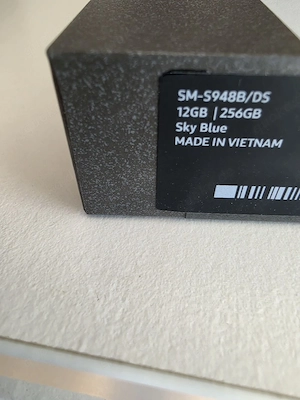 SM-S948B/DS
12GB | 256GB
Sky Blue
MADE IN VIETNAM